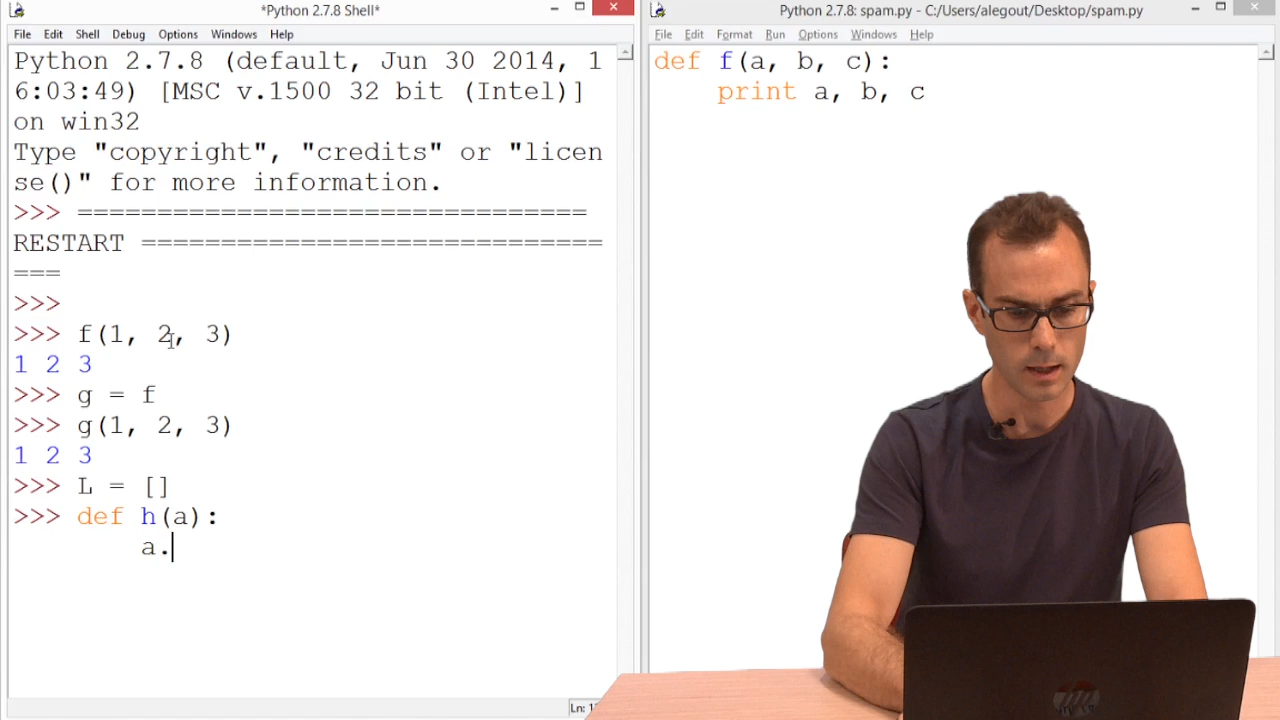 *Python 2.7.8 Shell*
File Edit Shell Debug Options Windows Help
Python 2.7.8 (default, Jun 30 2014, 1
6:03:49) [MSC v.1500 32 bit (Intel)]
on win32
Type "copyright", "credits" or "licen
se()" for more information.
>>> ================================
RESTART =============================
===
>>>
>>> f(1, 2, 3)
1 2 3
>>> g = f
>>> g(1, 2, 3)
1 2 3
>>> L = []
>>> def h(a):
a.
Python 2.7.8: spam.py - C:/Users/alegout/Desktop/spam.py
File Edit Format Run Options Windows Help
def f(a, b, c):
print a, b, c